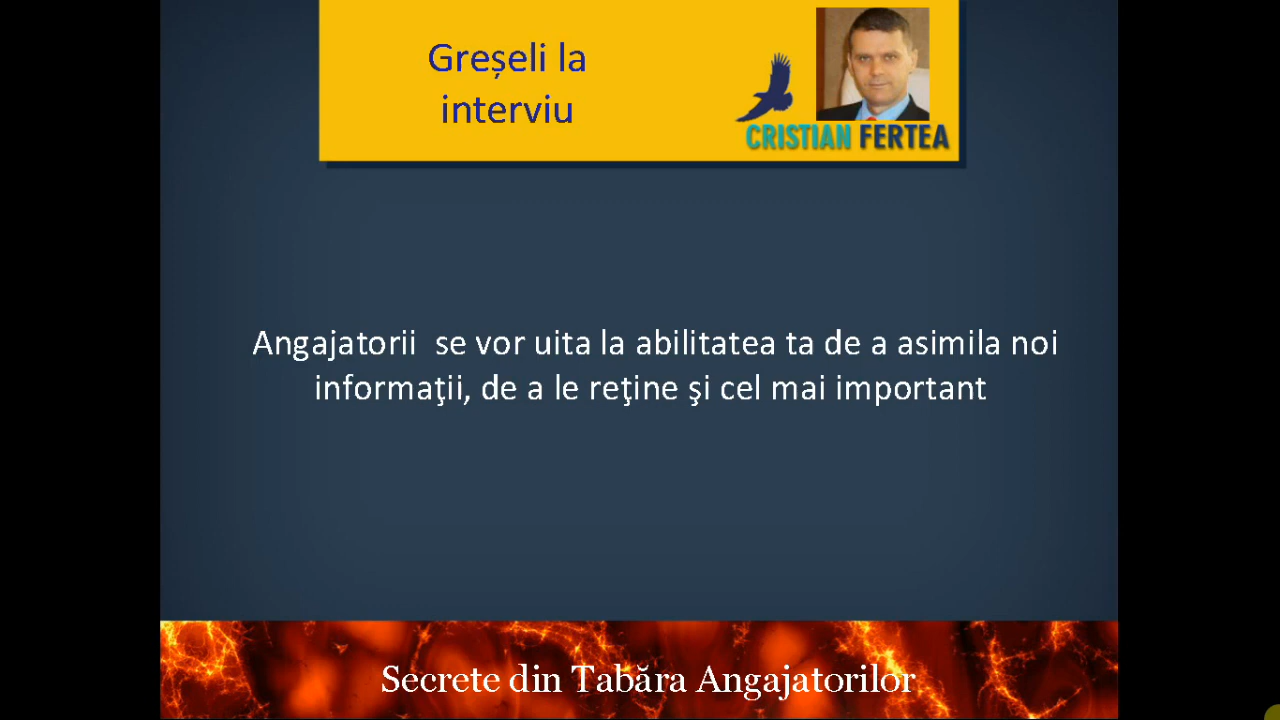 Greșeli la
interviu
CRISTIAN FERTEA
Angajatorii  se vor uita la abilitatea ta de a asimila noi
informaţii, de a le reţine şi cel mai important
Secrete din Tabăra Angajatorilor